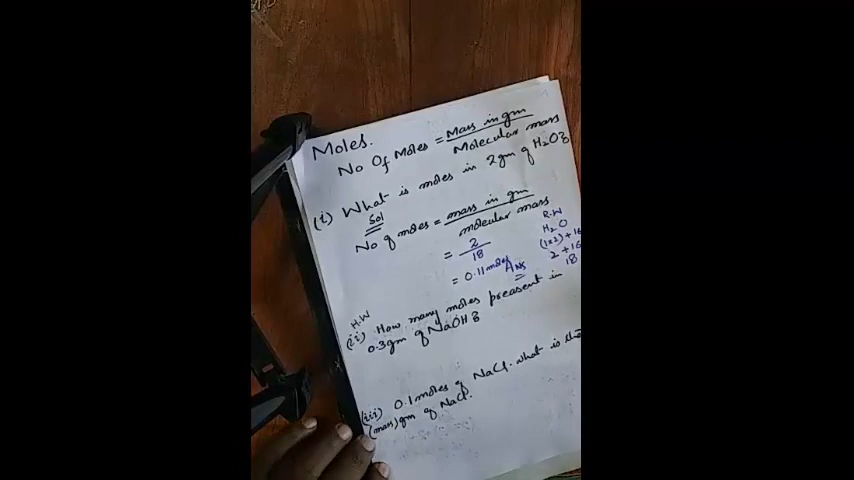 Moles.
No Of Moles = Mass in gm
Molecular mass
(i) What is moles in 2gm of H2O?
Sol
No of moles = mass in gm
molecular mass
= 2
18
= 0.11 moles Ans
R.W
H2O
(1x2) + 16
2 + 16
18
H.W
(ii) How many moles preasent in
0.3gm of NaOH?
(iii) 0.1 moles of NaCl. what is the
(mass) gm of NaCl.